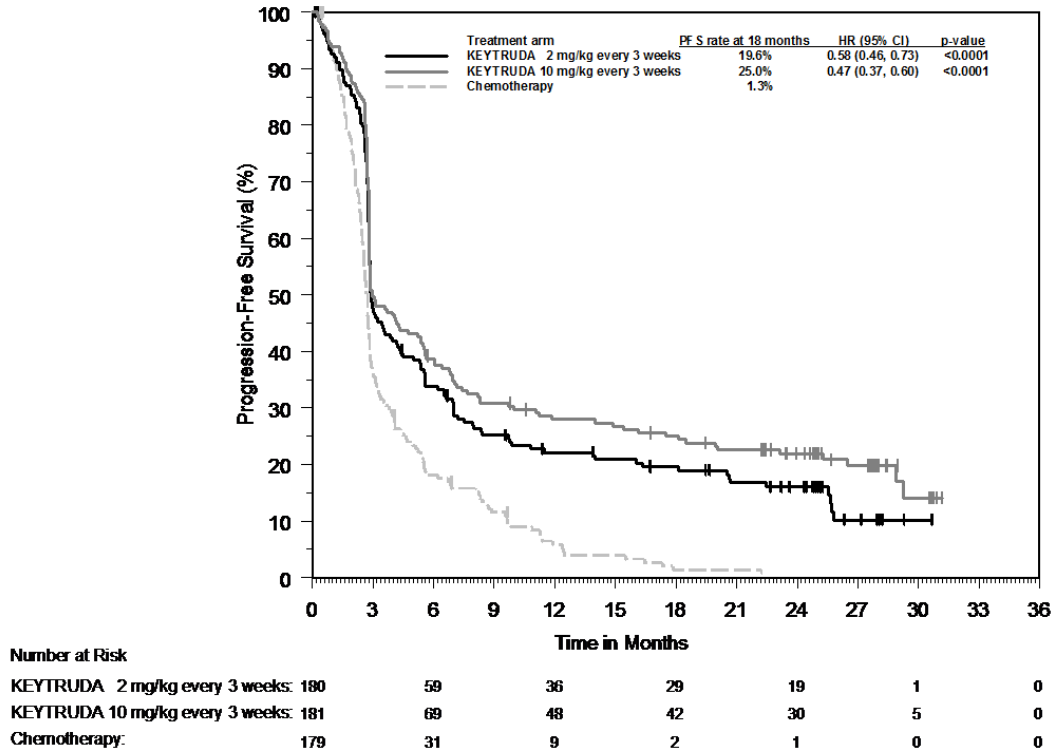 Treatment arm PFS rate at 18 months HR (95% CI) p-value
KEYTRUDA 2 mg/kg every 3 weeks 19.6% 0.58 (0.46, 0.73) <0.0001
KEYTRUDA 10 mg/kg every 3 weeks 25.0% 0.47 (0.37, 0.60) <0.0001
Chemotherapy 1.3%
Progression-Free Survival (%)
100
90
80
70
60
50
40
30
20
10
0
0 3 6 9 12 15 18 21 24 27 30 33 36
Time in Months
Number at Risk
KEYTRUDA 2 mg/kg every 3 weeks: 180 59 36 29 19 1 0
KEYTRUDA 10 mg/kg every 3 weeks: 181 69 48 42 30 5 0
Chemotherapy: 179 31 9 2 1 0 0